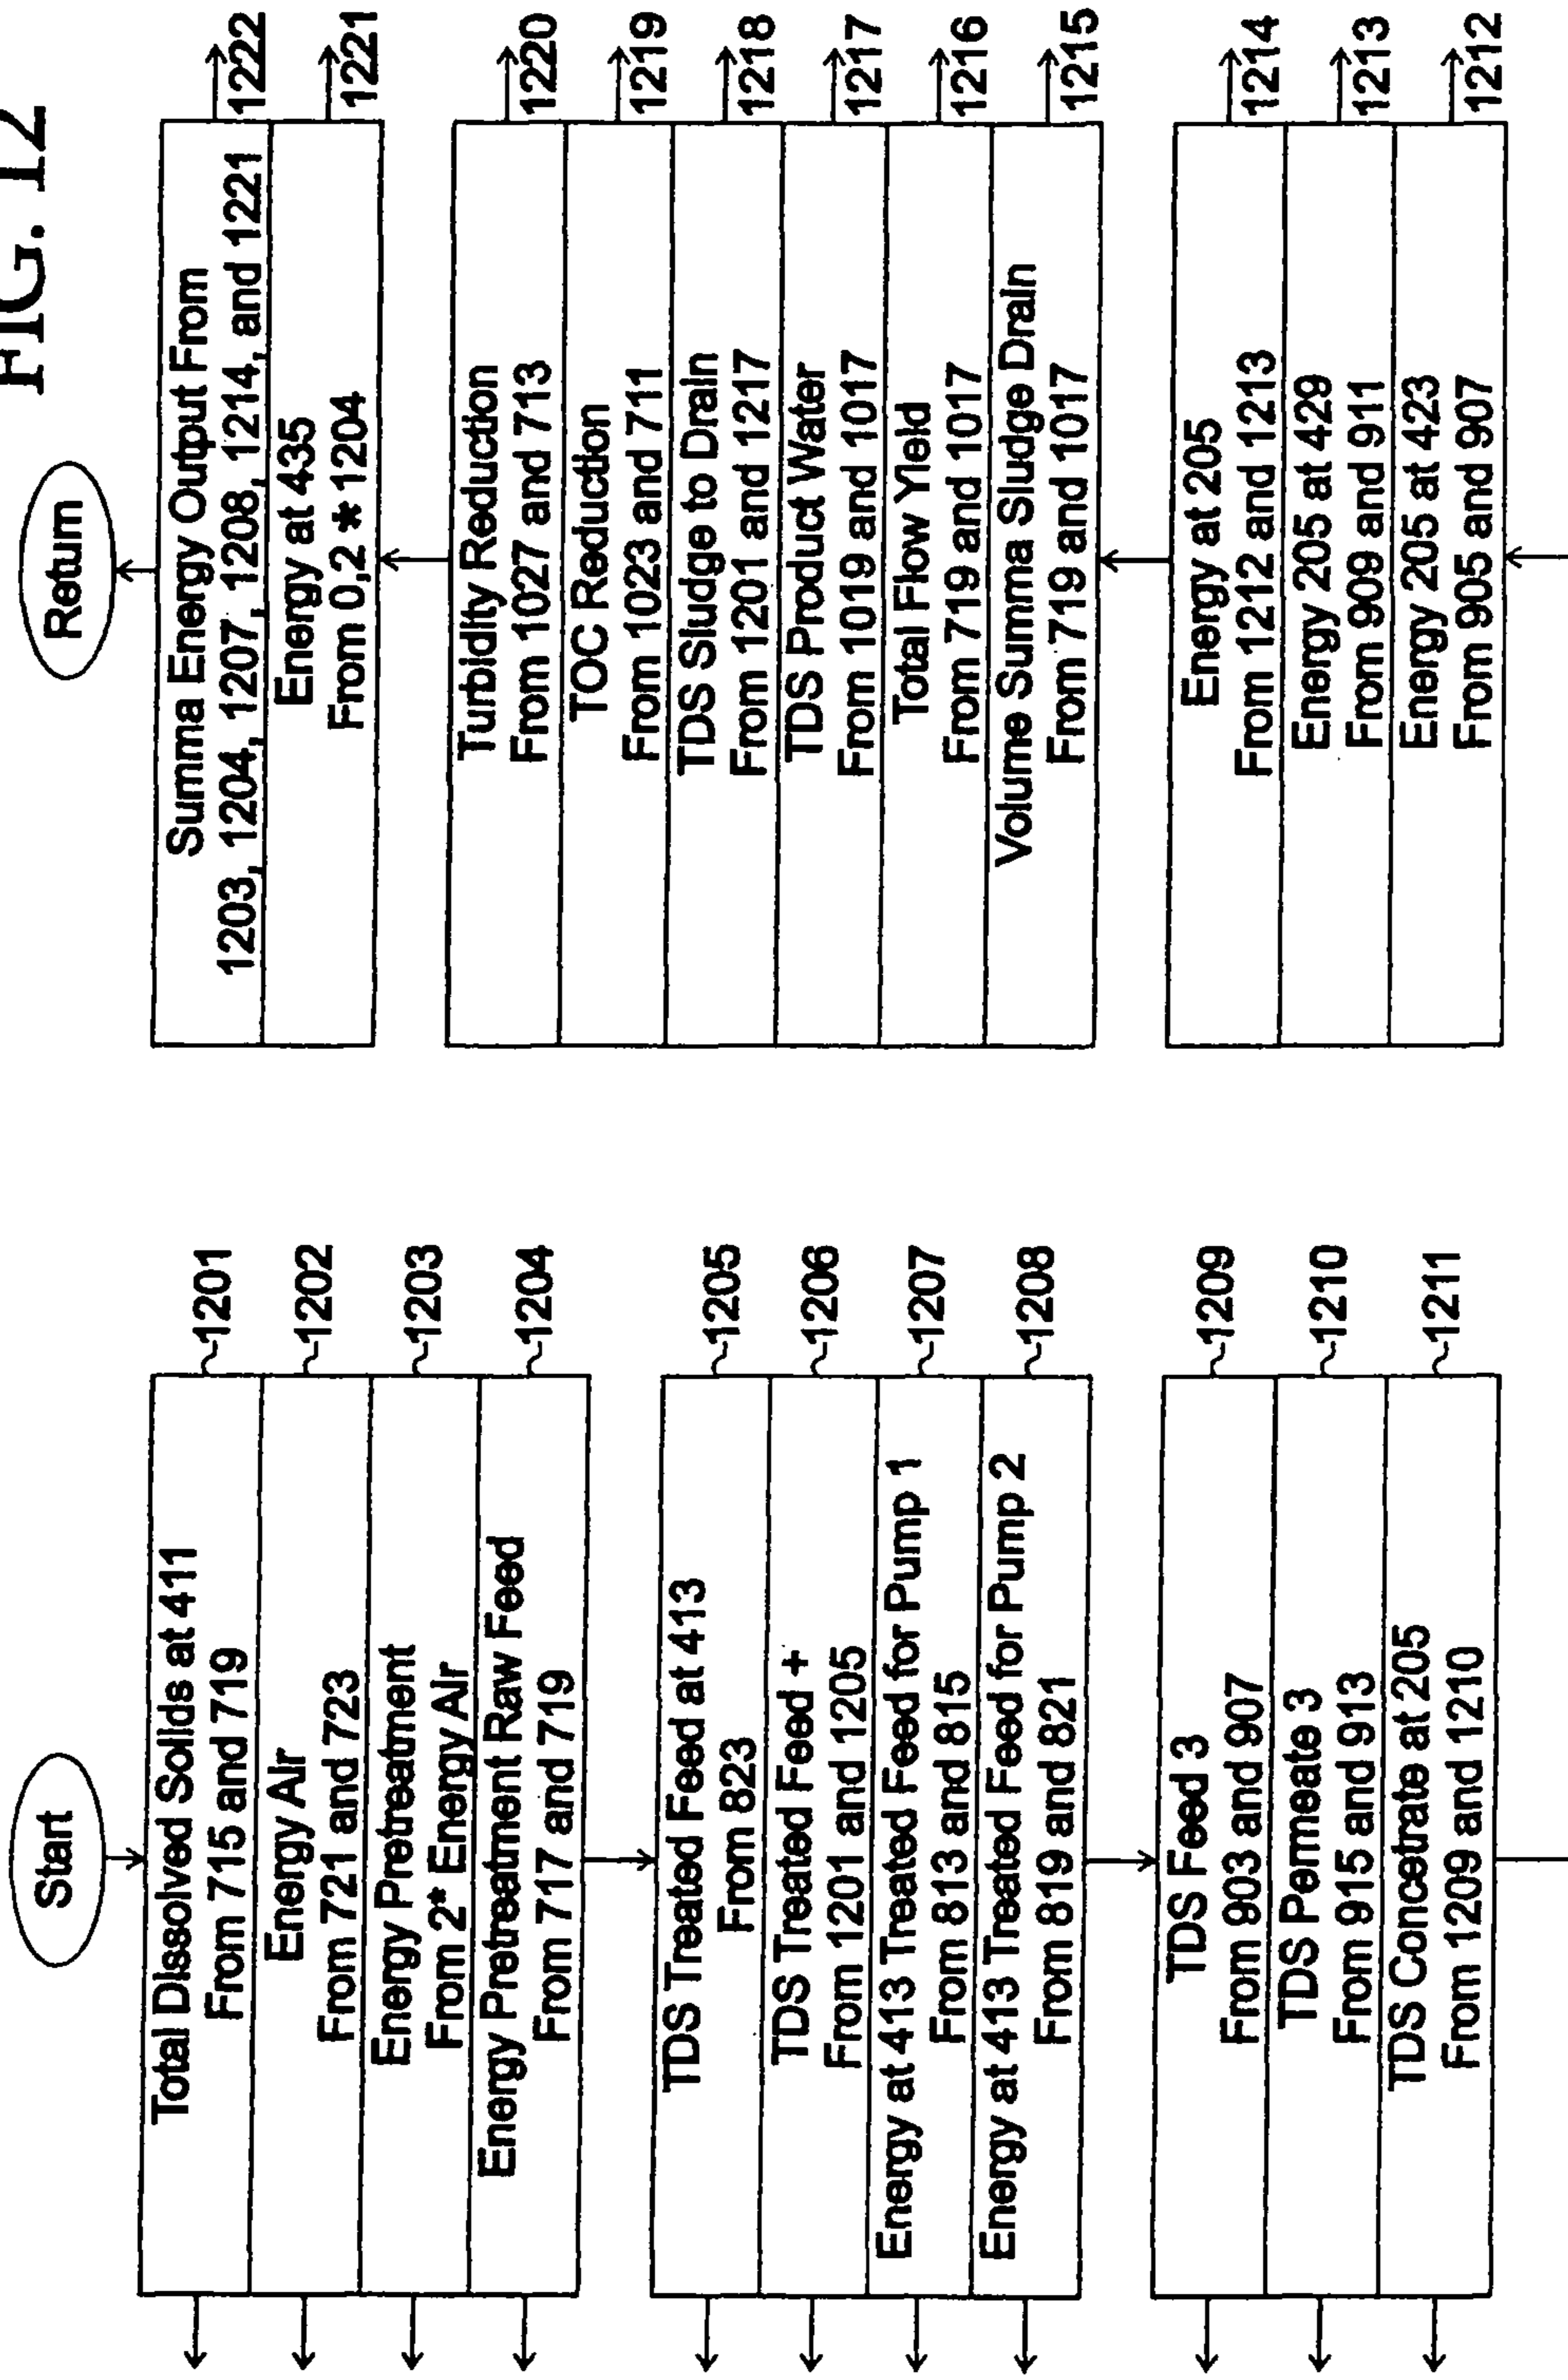 FIG. 12
Start
Total Dissolved Solids at 411
From 715 and 719
1201
Energy Air
From 721 and 723
1202
Energy Pretreatment
From 2* Energy Air
1203
Energy Pretreatment Raw Feed
From 717 and 719
1204
TDS Treated Feed at 413
From 823
1205
TDS Treated Feed +
From 1201 and 1205
1206
Energy at 413 Treated Feed for Pump 1
From 813 and 815
1207
Energy at 413 Treated Feed for Pump 2
From 819 and 821
1208
TDS Feed 3
From 903 and 907
1209
TDS Permeate 3
From 915 and 913
1210
TDS Concetrate at 205
From 1209 and 1210
1211
Return
Summa Energy Output From
1203, 1204, 1207, 1208, 1214, and 1221
1222
Energy at 435
From 0,2 * 1204
1221
Turbidity Reduction
From 1027 and 713
1220
TOC Reduction
From 1023 and 711
1219
TDS Sludge to Drain
From 1201 and 1217
1218
TDS Product Water
From 1019 and 1017
1217
Total Flow Yield
From 719 and 1017
1216
Volume Summa Sludge Drain
From 719 and 1017
1215
Energy at 205
From 1212 and 1213
1214
Energy 205 at 429
From 909 and 911
1213
Energy 205 at 423
From 905 and 907
1212